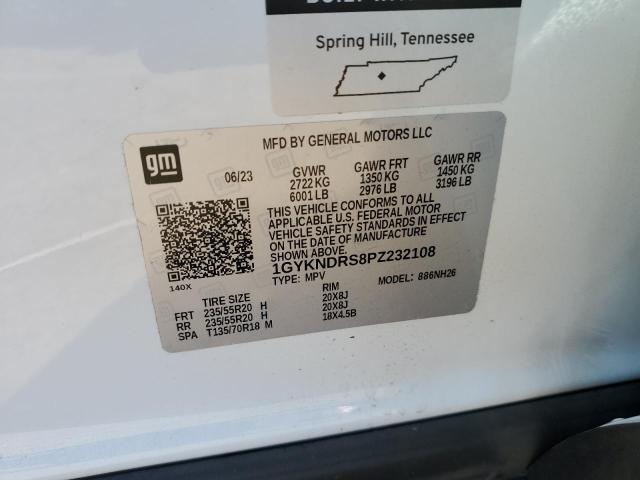 Spring Hill, Tennessee
MFD BY GENERAL MOTORS LLC
gm
06/23 GVWR GAWR FRT GAWR RR
2722 KG 1350 KG 1450 KG
6001 LB 2976 LB 3196 LB
THIS VEHICLE CONFORMS TO ALL
APPLICABLE U.S. FEDERAL MOTOR
VEHICLE SAFETY STANDARDS IN EFFECT
ON THE DATE OF MANUFACTURE
SHOWN ABOVE.
1GYKNDRS8PZ232108
140X
TYPE: MPV MODEL: 886NH26
TIRE SIZE RIM
FRT 235/55R20 H 20X8J
RR 235/55R20 H 20X8J
SPA T135/70R18 M 18X4.5B